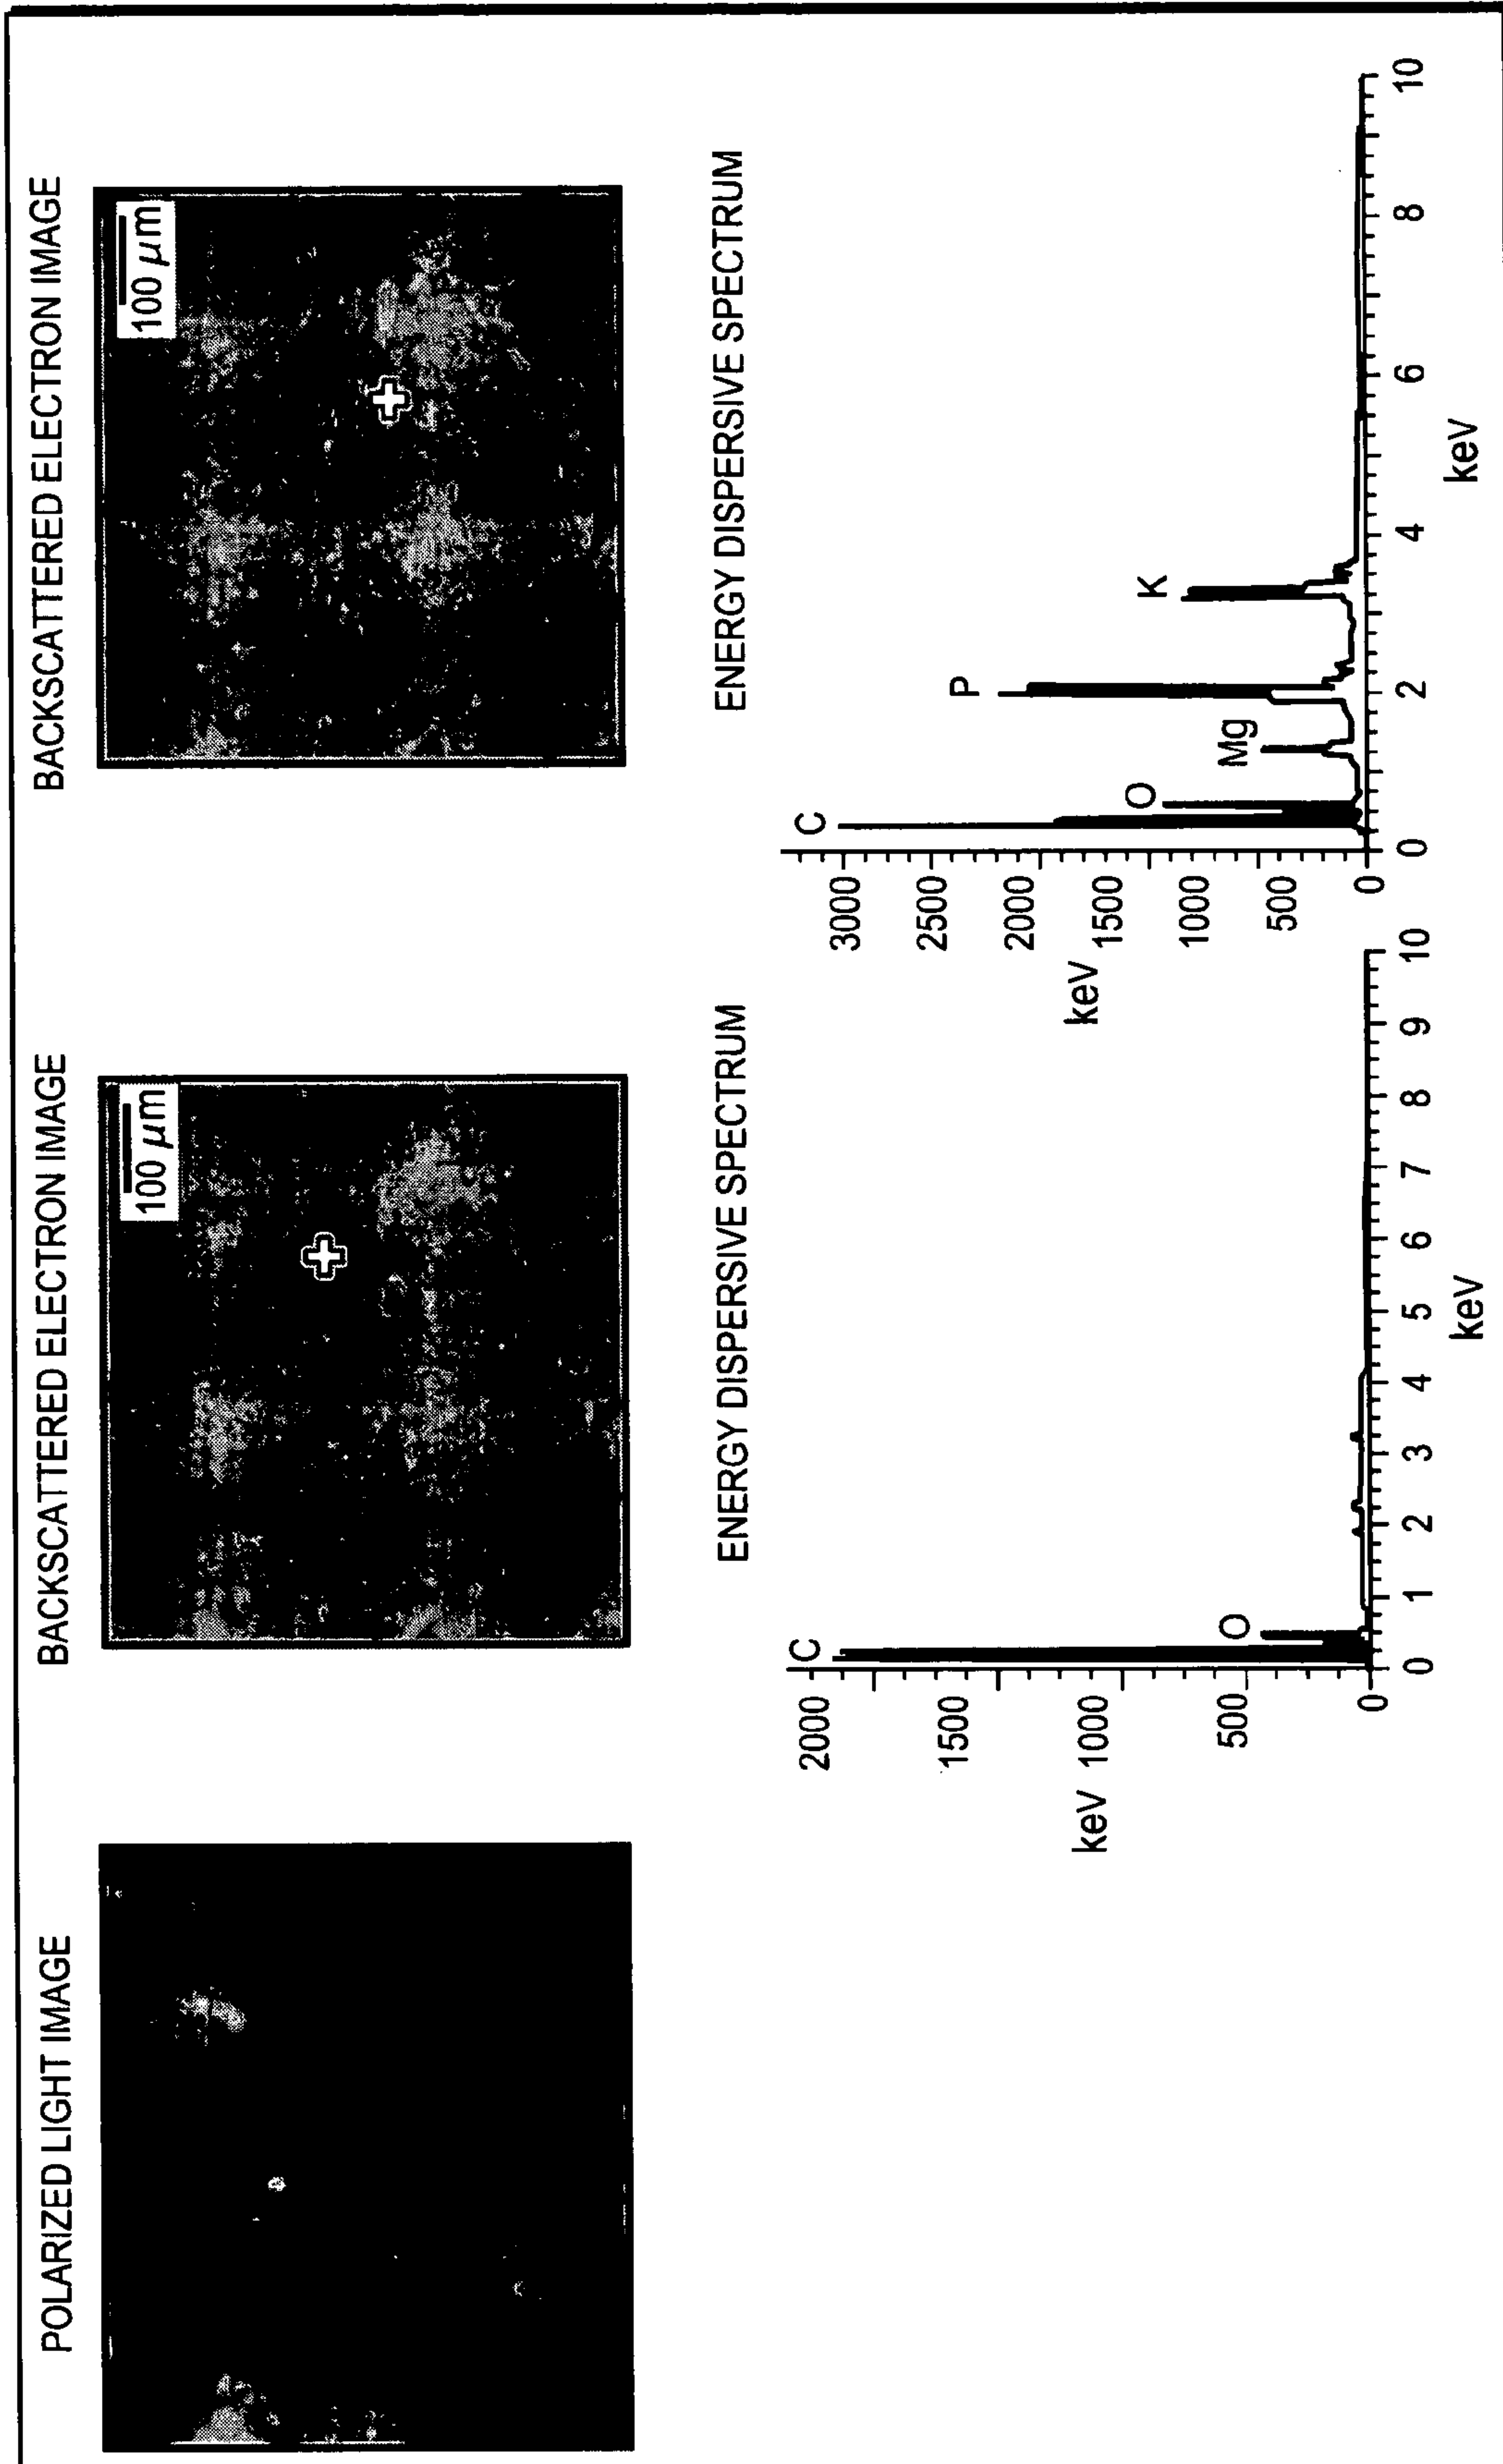 POLARIZED LIGHT IMAGE
BACKSCATTERED ELECTRON IMAGE
100 µm
BACKSCATTERED ELECTRON IMAGE
100 µm
ENERGY DISPERSIVE SPECTRUM
C
O
2000
1500
keV 1000
500
0
0 1 2 3 4 5 6 7 8 9 10
keV
ENERGY DISPERSIVE SPECTRUM
C
O
Mg
P
K
3000
2500
2000
keV
1500
1000
500
0
0 2 4 6 8 10
keV